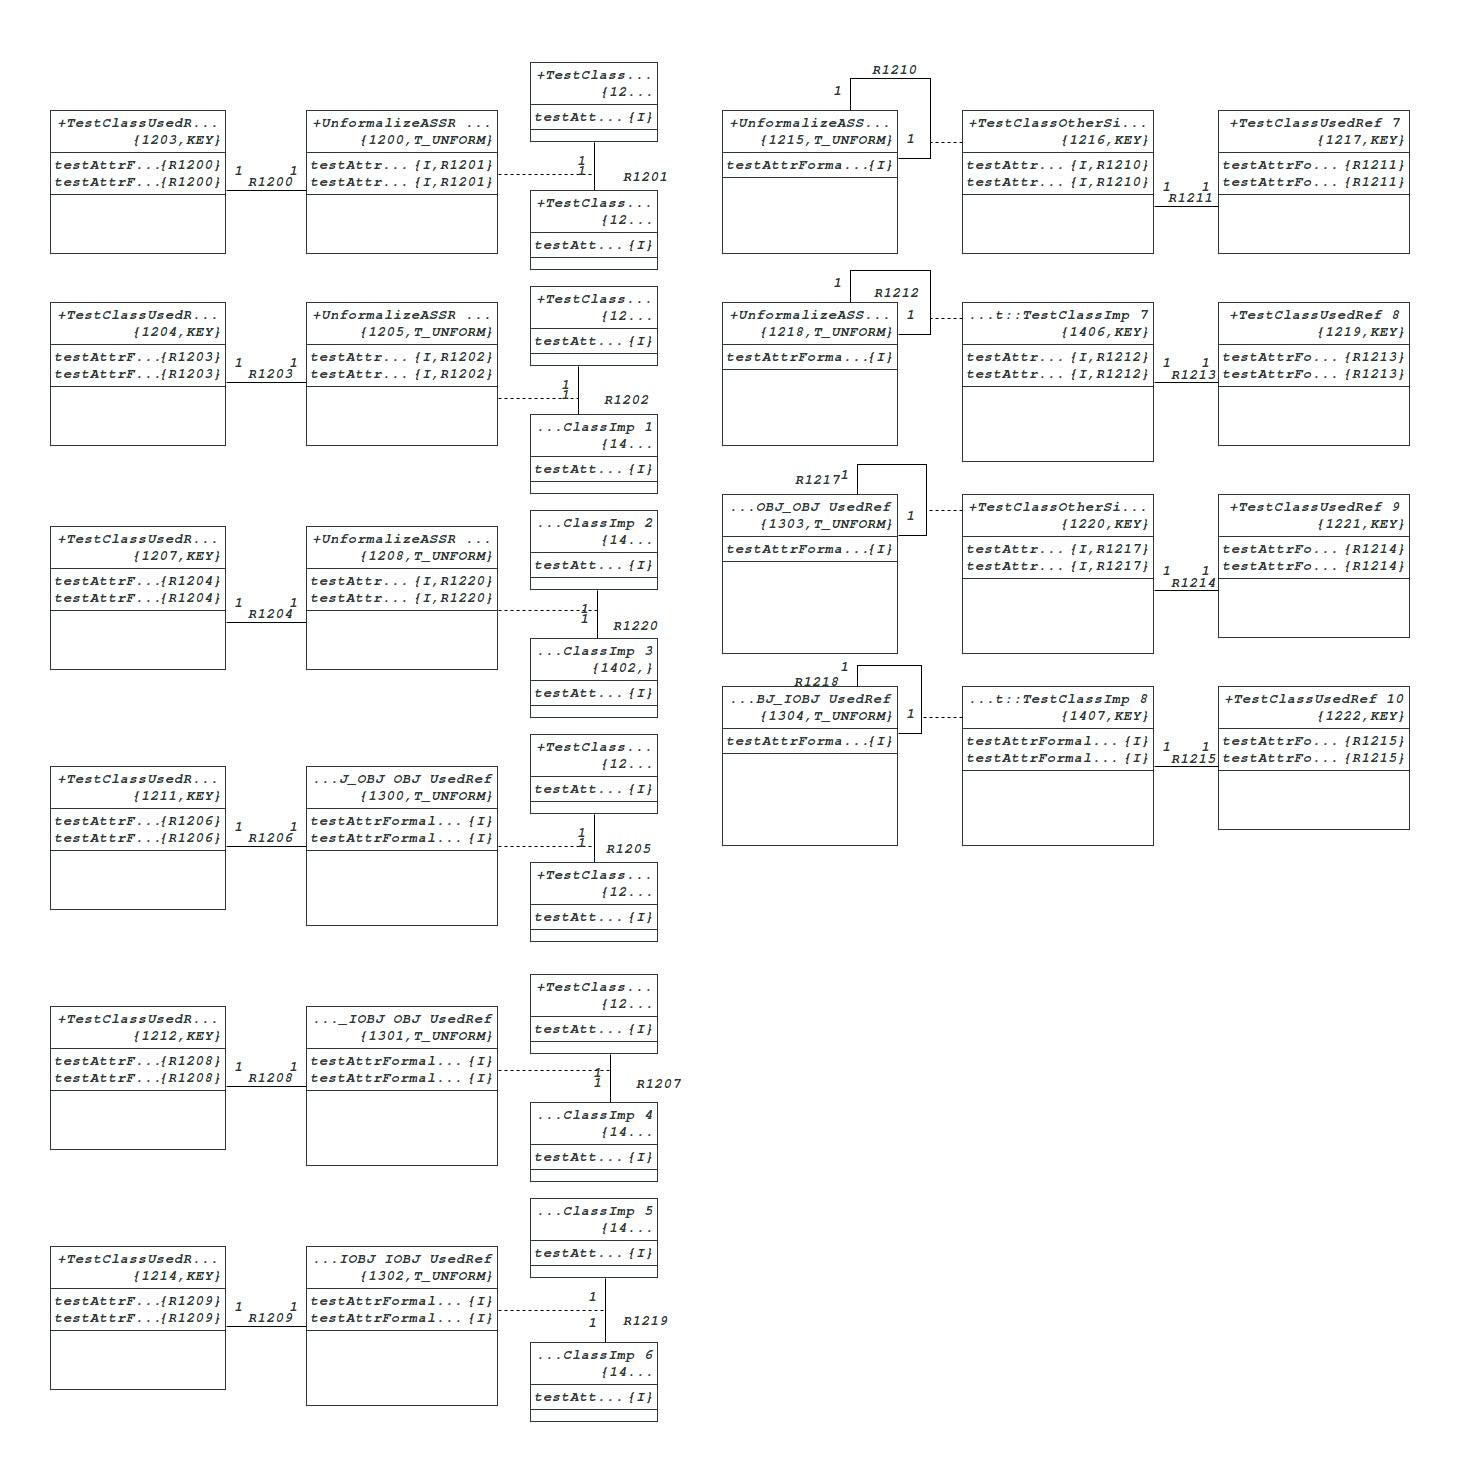 +TestClassUsedR...
{1203,KEY}
testAttrF...{R1200}
testAttrF...{R1200}
1
1
R1200
+UnformalizeASSR ...
{1200,T_UNFORM}
testAttr... {I,R1201}
testAttr... {I,R1201}
+TestClass...
{12...
testAtt... {I}
1
1
R1201
+TestClass...
{12...
testAtt... {I}
+TestClassUsedR...
{1204,KEY}
testAttrF...{R1203}
testAttrF...{R1203}
1
1
R1203
+UnformalizeASSR ...
{1205,T_UNFORM}
testAttr... {I,R1202}
testAttr... {I,R1202}
+TestClass...
{12...
testAtt... {I}
1
1
R1202
...ClassImp 1
{14...
testAtt... {I}
+TestClassUsedR...
{1207,KEY}
testAttrF...{R1204}
testAttrF...{R1204}
1
1
R1204
+UnformalizeASSR ...
{1208,T_UNFORM}
testAttr... {I,R1220}
testAttr... {I,R1220}
...ClassImp 2
{14...
testAtt... {I}
1
1
R1220
...ClassImp 3
{1402,}
testAtt... {I}
+TestClassUsedR...
{1211,KEY}
testAttrF...{R1206}
testAttrF...{R1206}
1
1
R1206
...J_OBJ OBJ UsedRef
{1300,T_UNFORM}
testAttrFormal... {I}
testAttrFormal... {I}
+TestClass...
{12...
testAtt... {I}
1
1
R1205
+TestClass...
{12...
testAtt... {I}
+TestClassUsedR...
{1212,KEY}
testAttrF...{R1208}
testAttrF...{R1208}
1
1
R1208
..._IOBJ OBJ UsedRef
{1301,T_UNFORM}
testAttrFormal... {I}
testAttrFormal... {I}
+TestClass...
{12...
testAtt... {I}
1
1
R1207
...ClassImp 4
{14...
testAtt... {I}
+TestClassUsedR...
{1214,KEY}
testAttrF...{R1209}
testAttrF...{R1209}
1
1
R1209
...IOBJ IOBJ UsedRef
{1302,T_UNFORM}
testAttrFormal... {I}
testAttrFormal... {I}
...ClassImp 5
{14...
testAtt... {I}
1
1
R1219
...ClassImp 6
{14...
testAtt... {I}
R1210
1
1
+UnformalizeASS...
{1215,T_UNFORM}
testAttrForma...{I}
+TestClassOtherSi...
{1216,KEY}
testAttr... {I,R1210}
testAttr... {I,R1210}
1
1
R1211
+TestClassUsedRef 7
{1217,KEY}
testAttrFo... {R1211}
testAttrFo... {R1211}
1
R1212
1
+UnformalizeASS...
{1218,T_UNFORM}
testAttrForma...{I}
...t::TestClassImp 7
{1406,KEY}
testAttr... {I,R1212}
testAttr... {I,R1212}
1
1
R1213
+TestClassUsedRef 8
{1219,KEY}
testAttrFo... {R1213}
testAttrFo... {R1213}
R1217
1
1
...OBJ_OBJ UsedRef
{1303,T_UNFORM}
testAttrForma...{I}
+TestClassOtherSi...
{1220,KEY}
testAttr... {I,R1217}
testAttr... {I,R1217}
1
1
R1214
+TestClassUsedRef 9
{1221,KEY}
testAttrFo... {R1214}
testAttrFo... {R1214}
1
R1218
1
...BJ_IOBJ UsedRef
{1304,T_UNFORM}
testAttrForma...{I}
...t::TestClassImp 8
{1407,KEY}
testAttrFormal... {I}
testAttrFormal... {I}
1
1
R1215
+TestClassUsedRef 10
{1222,KEY}
testAttrFo... {R1215}
testAttrFo... {R1215}